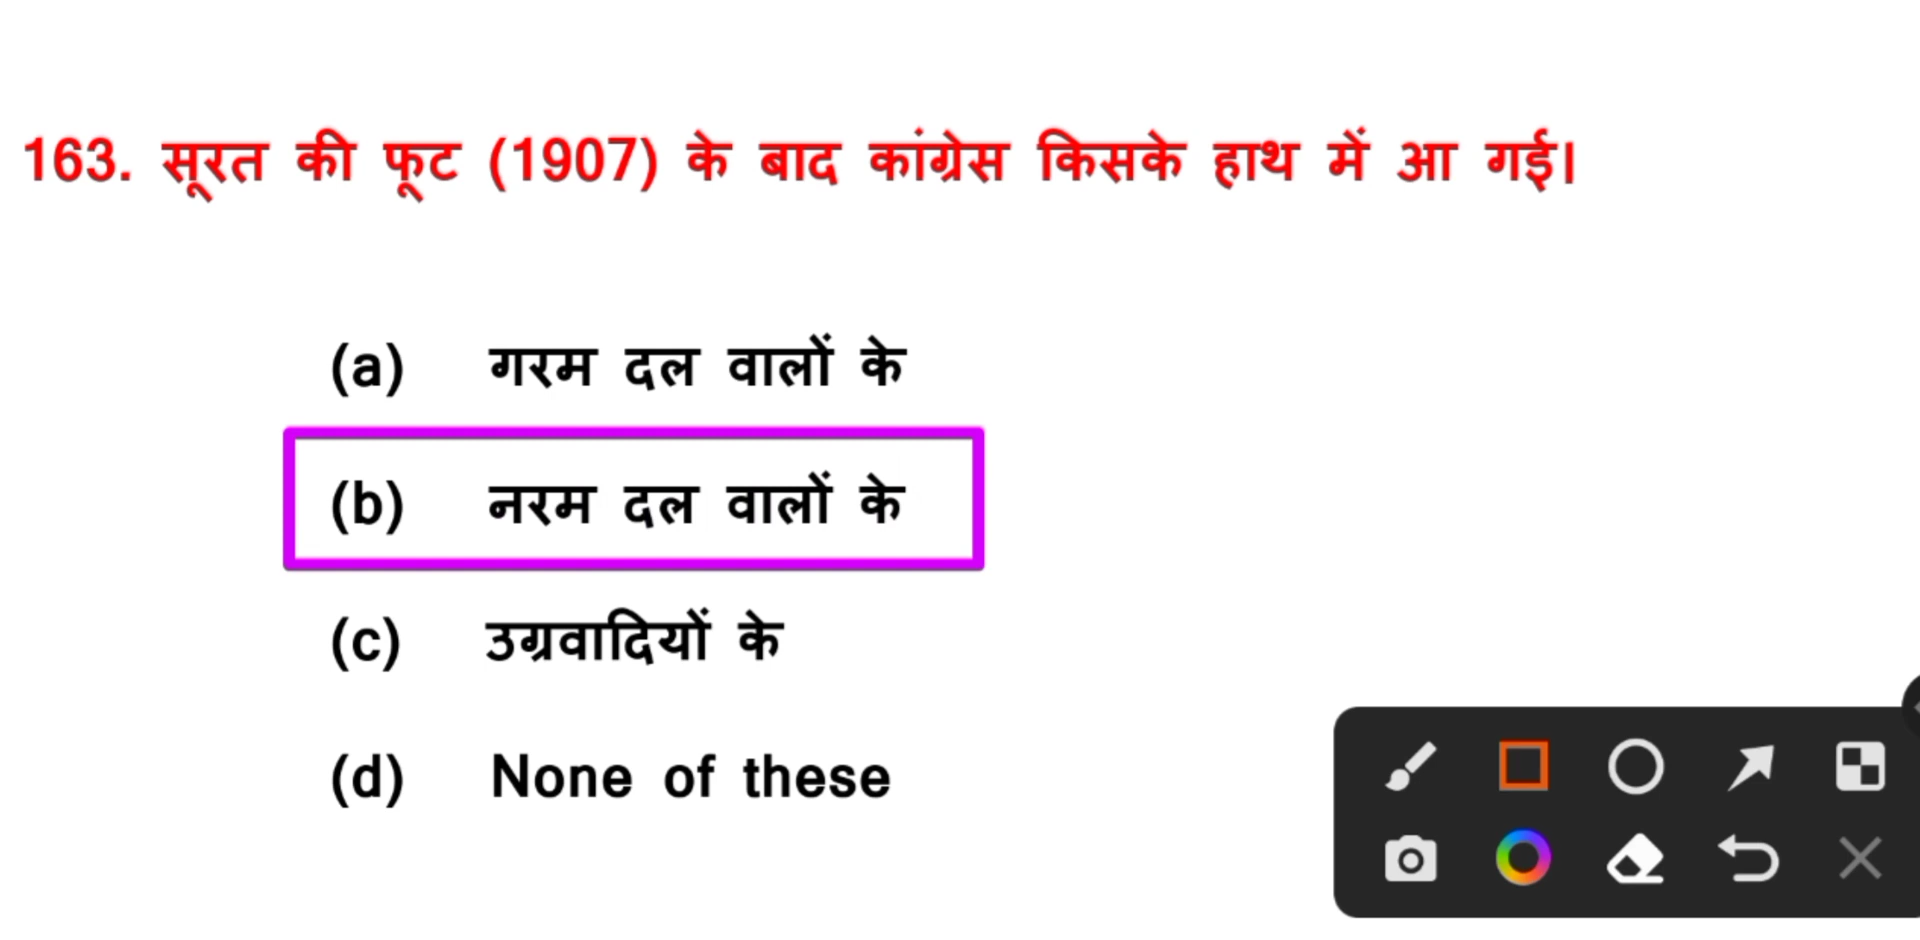 163. सूरत की फूट (1907) के बाद कांग्रेस किसके हाथ में आ गई।
(a) गरम दल वालों के
(b) नरम दल वालों के
(c) उग्रवादियों के
(d) None of these